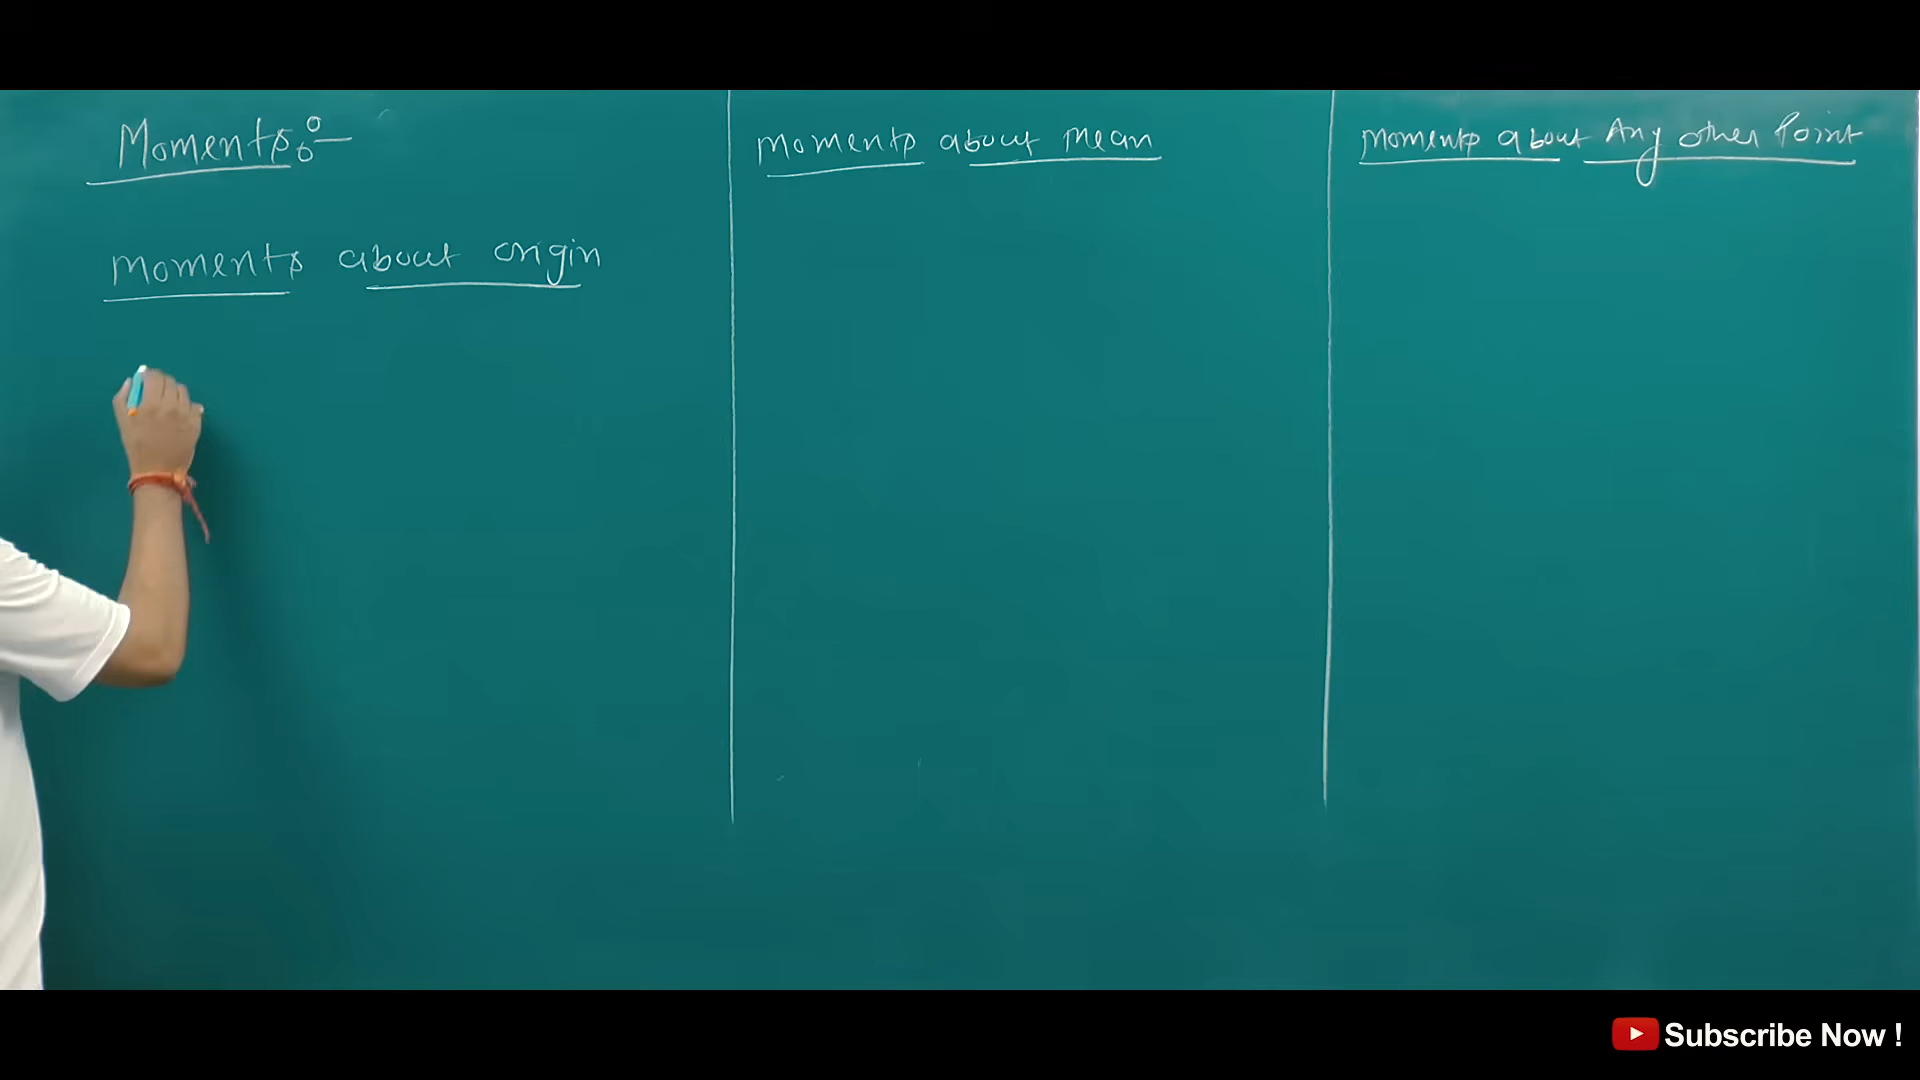 Moments:-
Moments about origin
Moments about Mean
Moments about Any other Point
Subscribe Now !